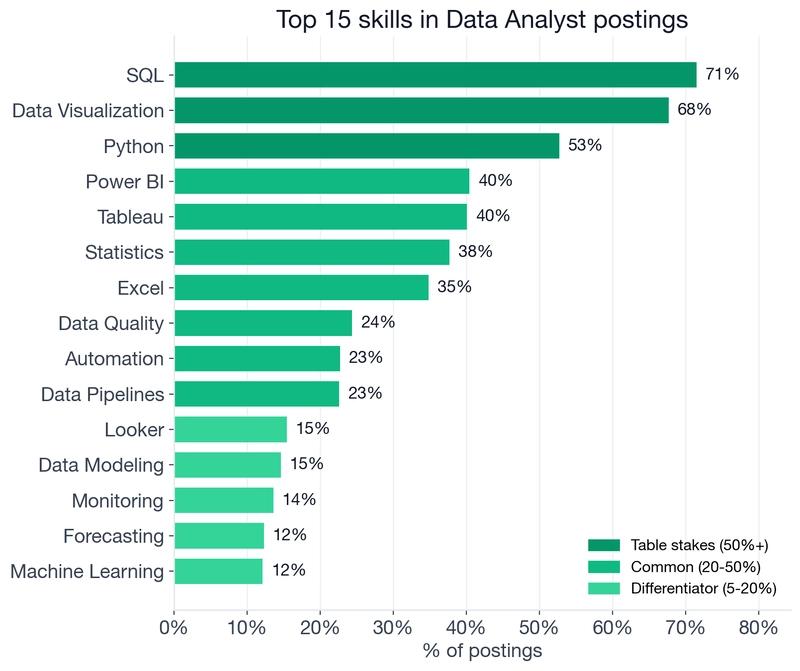 Top 15 skills in Data Analyst postings
SQL 71%
Data Visualization 68%
Python 53%
Power BI 40%
Tableau 40%
Statistics 38%
Excel 35%
Data Quality 24%
Automation 23%
Data Pipelines 23%
Looker 15%
Data Modeling 15%
Monitoring 14%
Forecasting 12%
Machine Learning 12%
Table stakes (50%+)
Common (20-50%)
Differentiator (5-20%)
0% 10% 20% 30% 40% 50% 60% 70% 80%
% of postings